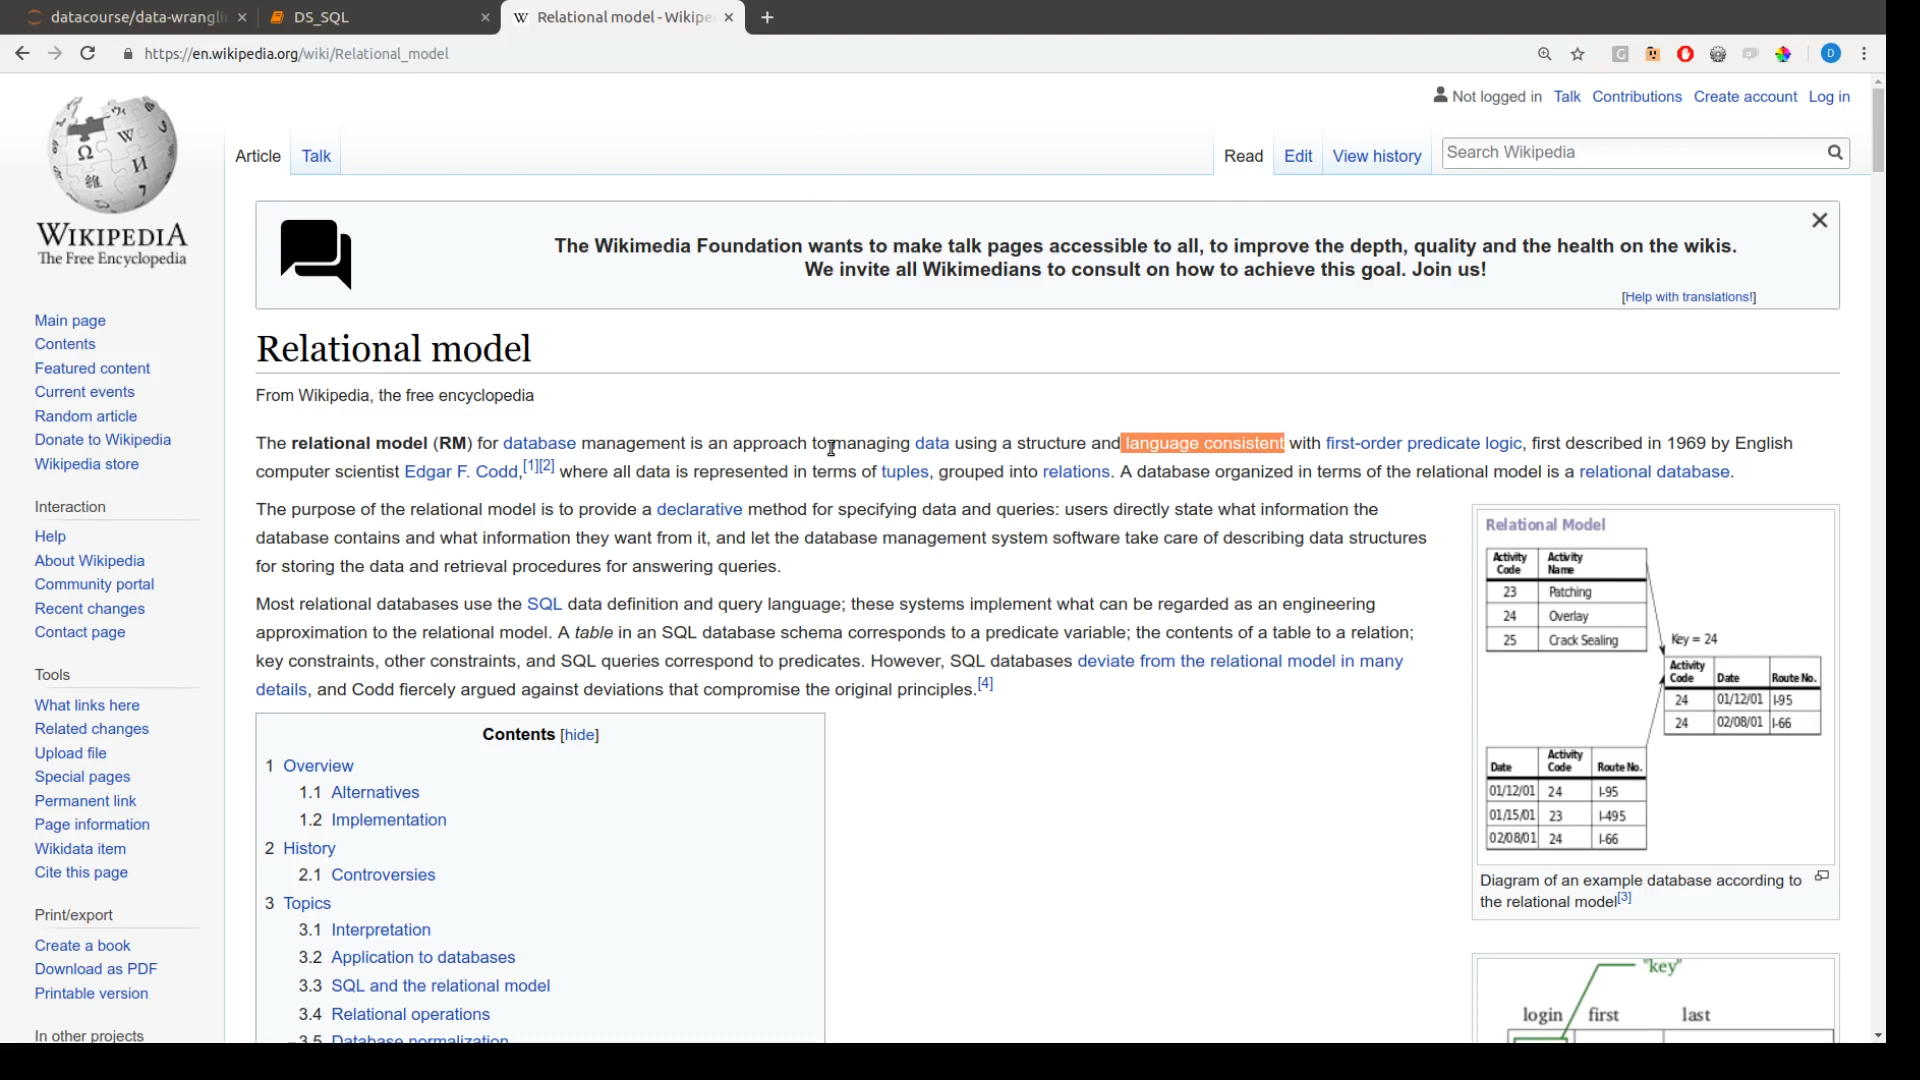 datacourse/data-wrangli
DS_SQL
Relational model - Wikipe
https://en.wikipedia.org/wiki/Relational_model
D
Not logged in Talk Contributions Create account Log in
Article Talk
Read Edit View history
Search Wikipedia
WIKIPEDIA
The Free Encyclopedia
The Wikimedia Foundation wants to make talk pages accessible to all, to improve the depth, quality and the health on the wikis.
We invite all Wikimedians to consult on how to achieve this goal. Join us!
[Help with translations!]
Main page
Contents
Featured content
Current events
Random article
Donate to Wikipedia
Wikipedia store
Interaction
Help
About Wikipedia
Community portal
Recent changes
Contact page
Tools
What links here
Related changes
Upload file
Special pages
Permanent link
Page information
Wikidata item
Cite this page
Print/export
Create a book
Download as PDF
Printable version
In other projects
Relational model
From Wikipedia, the free encyclopedia
The relational model (RM) for database management is an approach to managing data using a structure and language consistent with first-order predicate logic, first described in 1969 by English
computer scientist Edgar F. Codd,[1][2] where all data is represented in terms of tuples, grouped into relations. A database organized in terms of the relational model is a relational database.
The purpose of the relational model is to provide a declarative method for specifying data and queries: users directly state what information the
database contains and what information they want from it, and let the database management system software take care of describing data structures
for storing the data and retrieval procedures for answering queries.
Most relational databases use the SQL data definition and query language; these systems implement what can be regarded as an engineering
approximation to the relational model. A table in an SQL database schema corresponds to a predicate variable; the contents of a table to a relation;
key constraints, other constraints, and SQL queries correspond to predicates. However, SQL databases deviate from the relational model in many
details, and Codd fiercely argued against deviations that compromise the original principles.[4]
Contents [hide]
1 Overview
1.1 Alternatives
1.2 Implementation
2 History
2.1 Controversies
3 Topics
3.1 Interpretation
3.2 Application to databases
3.3 SQL and the relational model
3.4 Relational operations
3.5 Database normalization
Relational Model
Activity Code Activity Name
23 Patching
24 Overlay
25 Crack Sealing
Key = 24
Activity Code Date Route No.
24 01/12/01 I-95
24 02/08/01 I-66
Date Activity Code Route No.
01/12/01 24 I-95
01/15/01 23 I-495
02/08/01 24 I-66
Diagram of an example database according to
the relational model[3]
"key"
login first last